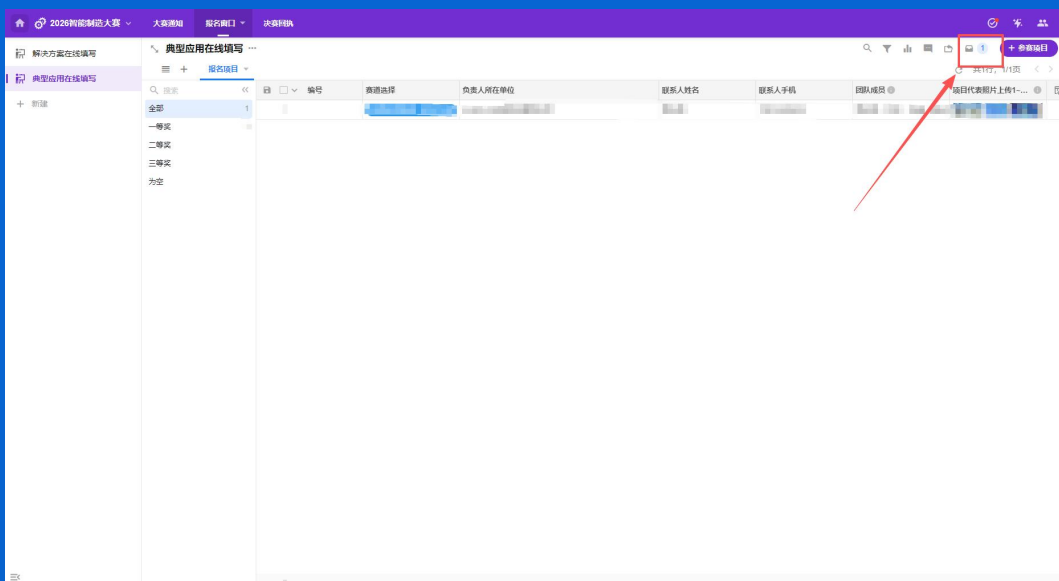 2026智能制造大赛 大赛通知 报名窗口 决赛回执
解决方案在线填写
典型应用在线填写
+ 新建
典型应用在线填写 ...
1
+ 参赛项目
+ 报名项目
共1行, 1/1页
搜索
全部 1
一等奖
二等奖
三等奖
为空
编号 赛道选择 负责人所在单位 联系人姓名 联系人手机 团队成员 项目代表照片上传1~...